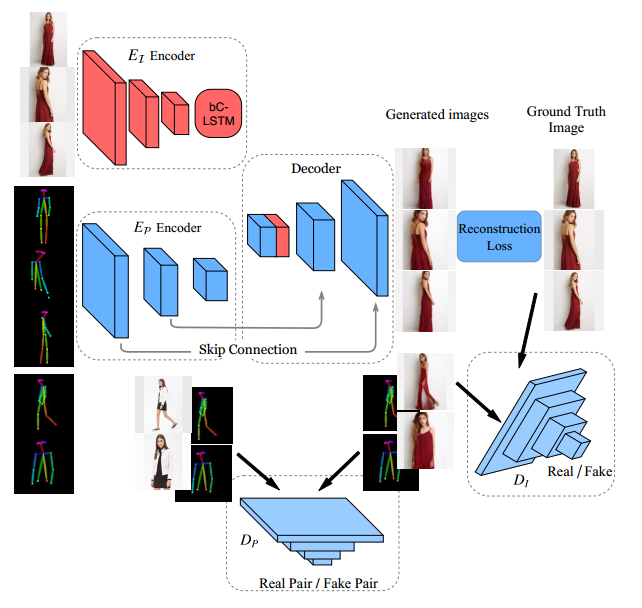 E_I Encoder
bC-
LSTM
Generated images
Ground Truth
Image
Decoder
E_P Encoder
Reconstruction
Loss
Skip Connection
Real / Fake
D_I
D_P
Real Pair / Fake Pair